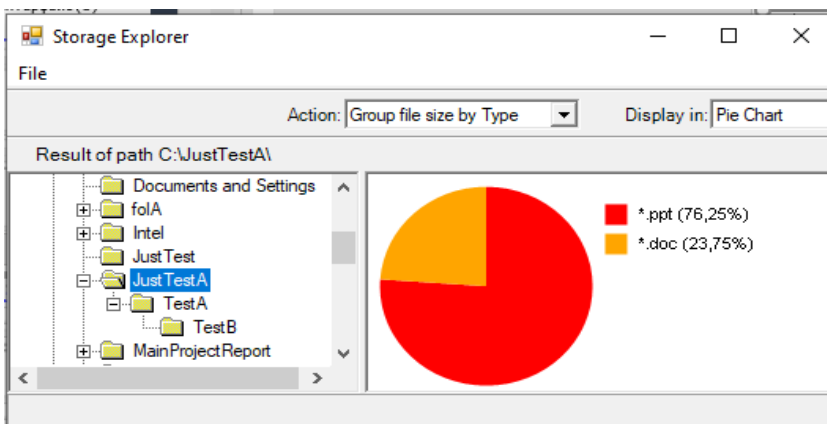 Storage Explorer
File
Action: Group file size by Type Display in: Pie Chart
Result of path C:\JustTestA\
Documents and Settings
folA
Intel
JustTest
JustTestA
TestA
TestB
MainProjectReport
*.ppt (76,25%)
*.doc (23,75%)